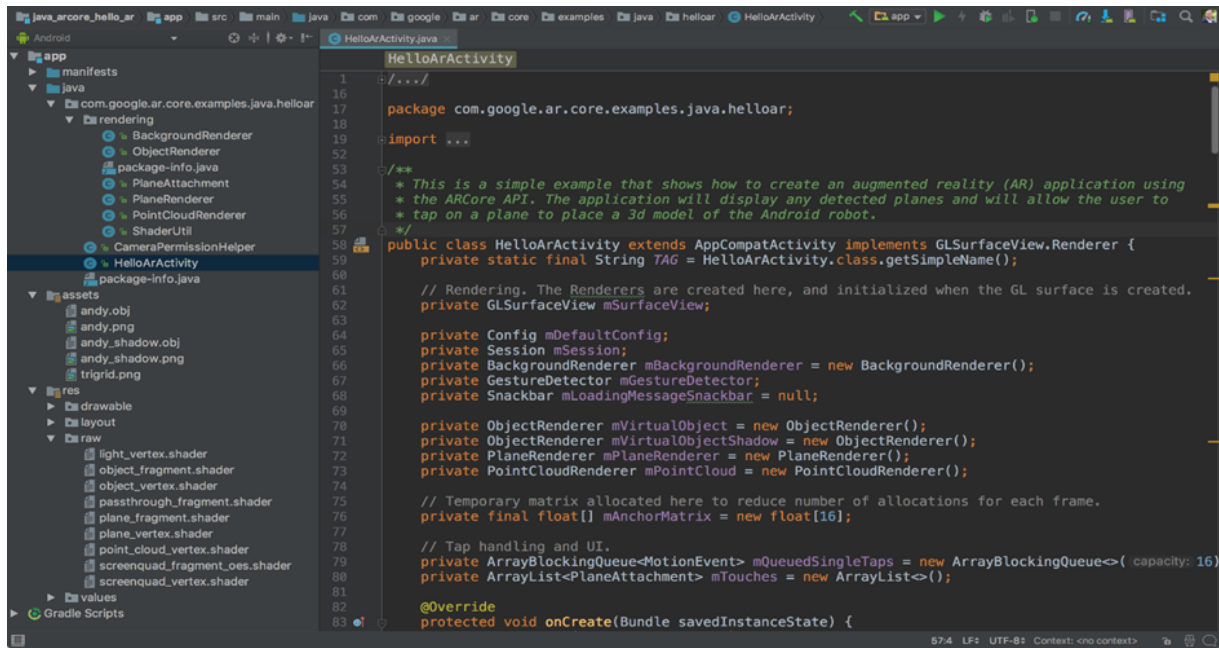 java_arcore_hello_ar app src main java com google ar core examples java helloar HelloArActivity app
Android
HelloArActivity.java
app
manifests
java
com.google.ar.core.examples.java.helloar
rendering
BackgroundRenderer
ObjectRenderer
package-info.java
PlaneAttachment
PlaneRenderer
PointCloudRenderer
ShaderUtil
CameraPermissionHelper
HelloArActivity
package-info.java
assets
andy.obj
andy.png
andy_shadow.obj
andy_shadow.png
trigrid.png
res
drawable
layout
raw
light_vertex.shader
object_fragment.shader
object_vertex.shader
passthrough_fragment.shader
plane_fragment.shader
plane_vertex.shader
point_cloud_vertex.shader
screenquad_fragment_oes.shader
screenquad_vertex.shader
values
Gradle Scripts
HelloArActivity
1 /.../
16
17 package com.google.ar.core.examples.java.helloar;
18
19 import ...
52
53 /**
54 * This is a simple example that shows how to create an augmented reality (AR) application using
55 * the ARCore API. The application will display any detected planes and will allow the user to
56 * tap on a plane to place a 3d model of the Android robot.
57 */
58 public class HelloArActivity extends AppCompatActivity implements GLSurfaceView.Renderer {
59 private static final String TAG = HelloArActivity.class.getSimpleName();
60
61 // Rendering. The Renderers are created here, and initialized when the GL surface is created.
62 private GLSurfaceView mSurfaceView;
63
64 private Config mDefaultConfig;
65 private Session mSession;
66 private BackgroundRenderer mBackgroundRenderer = new BackgroundRenderer();
67 private GestureDetector mGestureDetector;
68 private Snackbar mLoadingMessageSnackbar = null;
69
70 private ObjectRenderer mVirtualObject = new ObjectRenderer();
71 private ObjectRenderer mVirtualObjectShadow = new ObjectRenderer();
72 private PlaneRenderer mPlaneRenderer = new PlaneRenderer();
73 private PointCloudRenderer mPointCloud = new PointCloudRenderer();
74
75 // Temporary matrix allocated here to reduce number of allocations for each frame.
76 private final float[] mAnchorMatrix = new float[16];
77
78 // Tap handling and UI.
79 private ArrayBlockingQueue<MotionEvent> mQueuedSingleTaps = new ArrayBlockingQueue<>( capacity: 16)
80 private ArrayList<PlaneAttachment> mTouches = new ArrayList<>();
81
82 @Override
83 protected void onCreate(Bundle savedInstanceState) {
57:4 LF UTF-8 Context: <no context>